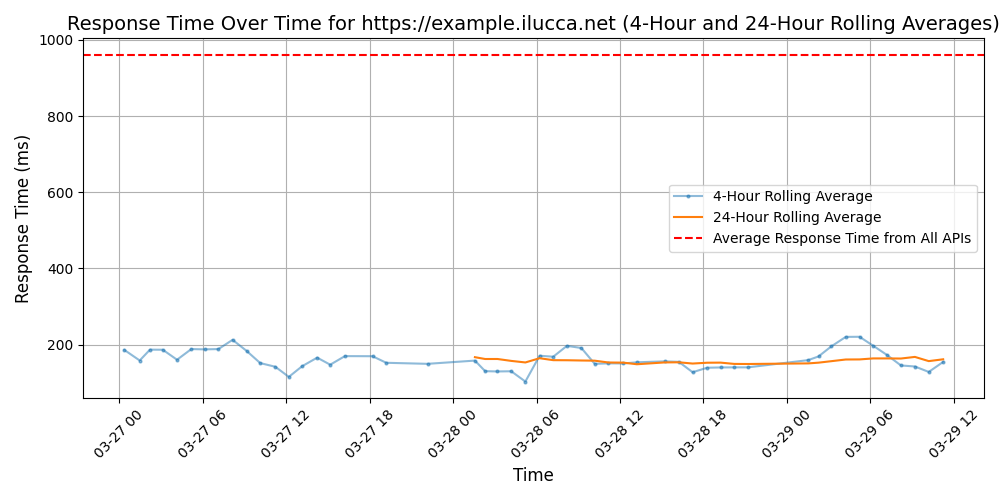 Response Time Over Time for https://example.ilucca.net (4-Hour and 24-Hour Rolling Averages)
Response Time (ms)
1000
800
600
400
200
4-Hour Rolling Average
24-Hour Rolling Average
Average Response Time from All APIs
03-27 00
03-27 06
03-27 12
03-27 18
03-28 00
03-28 06
03-28 12
03-28 18
03-29 00
03-29 06
03-29 12
Time